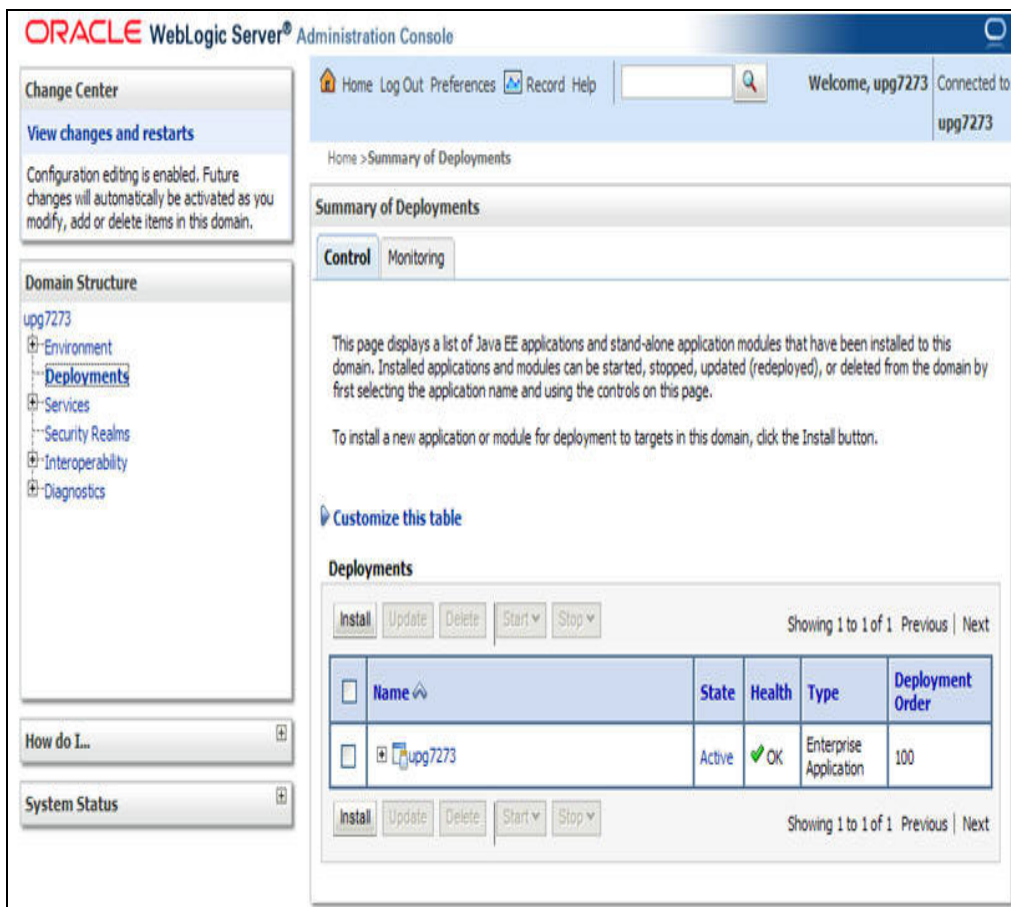 ORACLE WebLogic Server® Administration Console
Change Center
View changes and restarts
Configuration editing is enabled. Future
changes will automatically be activated as you
modify, add or delete items in this domain.
Domain Structure
upg7273
Environment
Deployments
Services
Security Realms
Interoperability
Diagnostics
How do I...
System Status
Home Log Out Preferences Record Help
Welcome, upg7273
Connected to
upg7273
Home >Summary of Deployments
Summary of Deployments
Control Monitoring
This page displays a list of Java EE applications and stand-alone application modules that have been installed to this
domain. Installed applications and modules can be started, stopped, updated (redeployed), or deleted from the domain by
first selecting the application name and using the controls on this page.
To install a new application or module for deployment to targets in this domain, click the Install button.
Customize this table
Deployments
Install Update Delete Start Stop Showing 1 to 1 of 1 Previous | Next
Name State Health Type Deployment
Order
upg7273 Active OK Enterprise
Application 100
Install Update Delete Start Stop Showing 1 to 1 of 1 Previous | Next